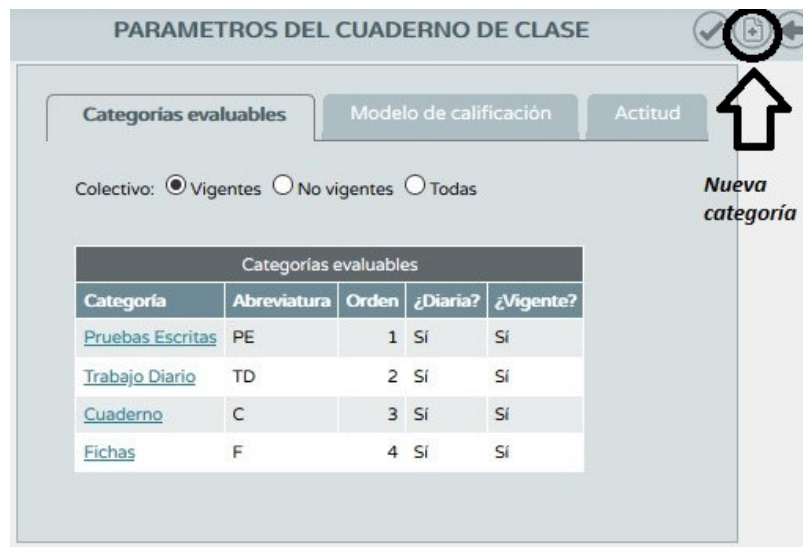 PARAMETROS DEL CUADERNO DE CLASE
Categorías evaluables Modelo de calificación Actitud
Colectivo: Vigentes No vigentes Todas
Nueva
categoría
Categorías evaluables
Categoría Abreviatura Orden ¿Diaria? ¿Vigente?
Pruebas Escritas PE 1 Sí Sí
Trabajo Diario TD 2 Sí Sí
Cuaderno C 3 Sí Sí
Fichas F 4 Sí Sí